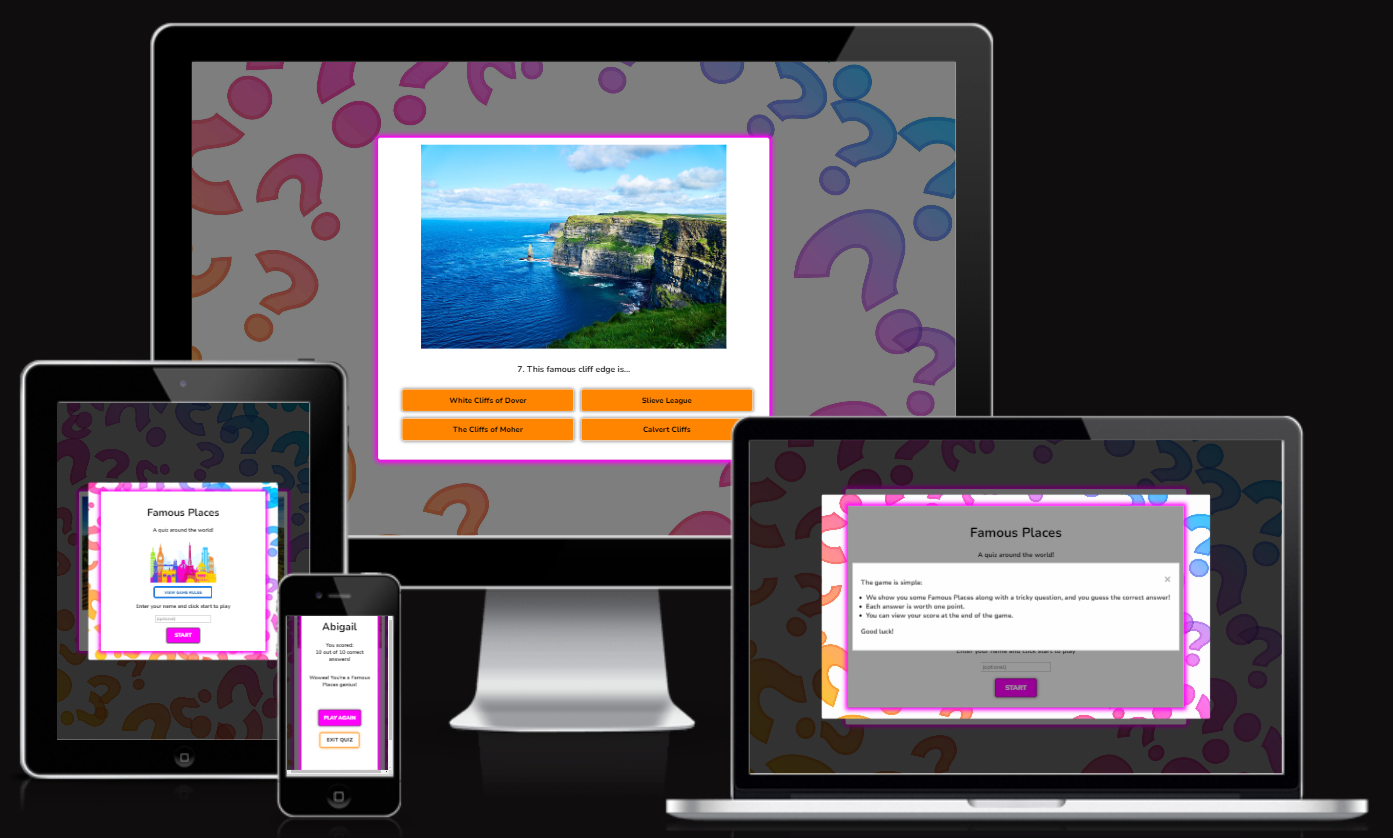 7. This famous cliff edge is...
White Cliffs of Dover
Slieve League
The Cliffs of Moher
Calvert Cliffs
Famous Places
A quiz around the world!
VIEW GAME RULES
Enter your name and click start to play
(optional)
START
Abigail
You scored:
10 out of 10 correct
answers!
Wowee! You're a Famous
Places genius!
PLAY AGAIN
EXIT QUIZ
Famous Places
A quiz around the world!
×
The game is simple:
• We show you some Famous Places along with a tricky question, and you guess the correct answer!
• Each answer is worth one point.
• You can view your score at the end of the game.
Good luck!
Enter your name and click start to play
(optional)
START